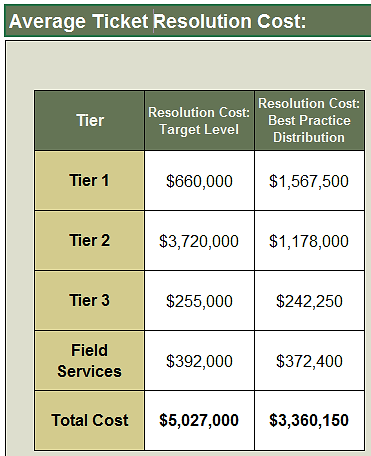 Average Ticket Resolution Cost:
Tier
Resolution Cost:
Target Level
Resolution Cost:
Best Practice
Distribution
Tier 1 $660,000 $1,567,500
Tier 2 $3,720,000 $1,178,000
Tier 3 $255,000 $242,250
Field
Services $392,000 $372,400
Total Cost $5,027,000 $3,360,150